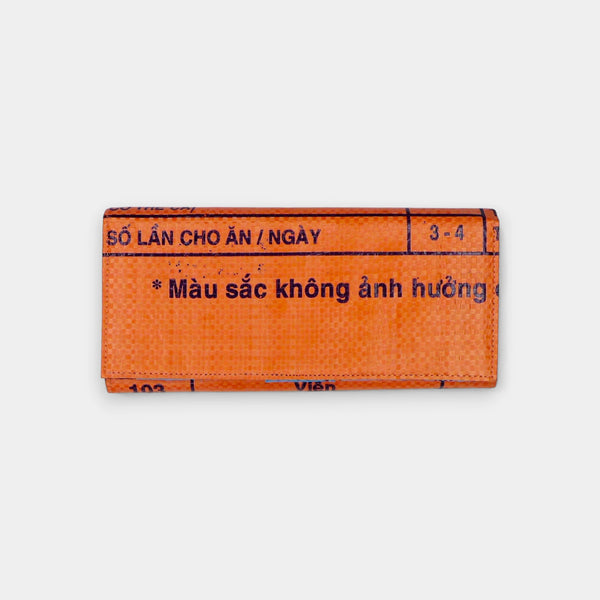 SỐ LẦN CHO ĂN / NGÀY 3 - 4
* Màu sắc không ảnh hưởng
103 Viên